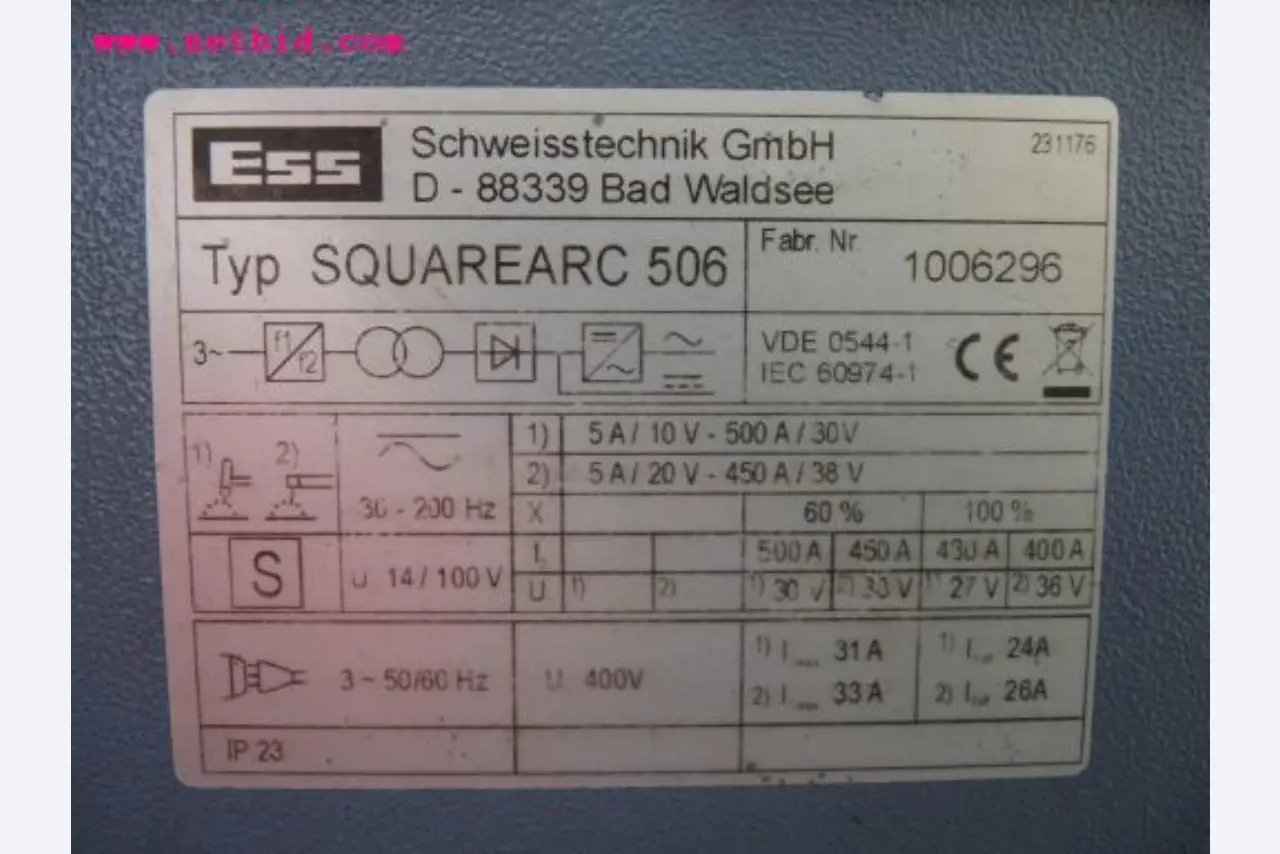 www.netbid.com
Ess Schweisstechnik GmbH 231176
D - 88339 Bad Waldsee
Typ SQUAREARC 506 Fabr. Nr. 1006296
3~ f1 f2 VDE 0544-1 CE
IEC 60974-1
1) 2) 1) 5 A / 10 V - 500 A / 30 V
2) 5 A / 20 V - 450 A / 38 V
30 - 200 Hz X 60 % 100 %
S U 14 / 100 V I2 500 A 450 A 430 A 400 A
U 1) 2) 1) 30 V 2) 1) 27 V 2) 36 V
3 ~ 50/60 Hz U 400V 1) I 31 A 1) I 24A
2) I 33 A 2) I 26A
IP 23